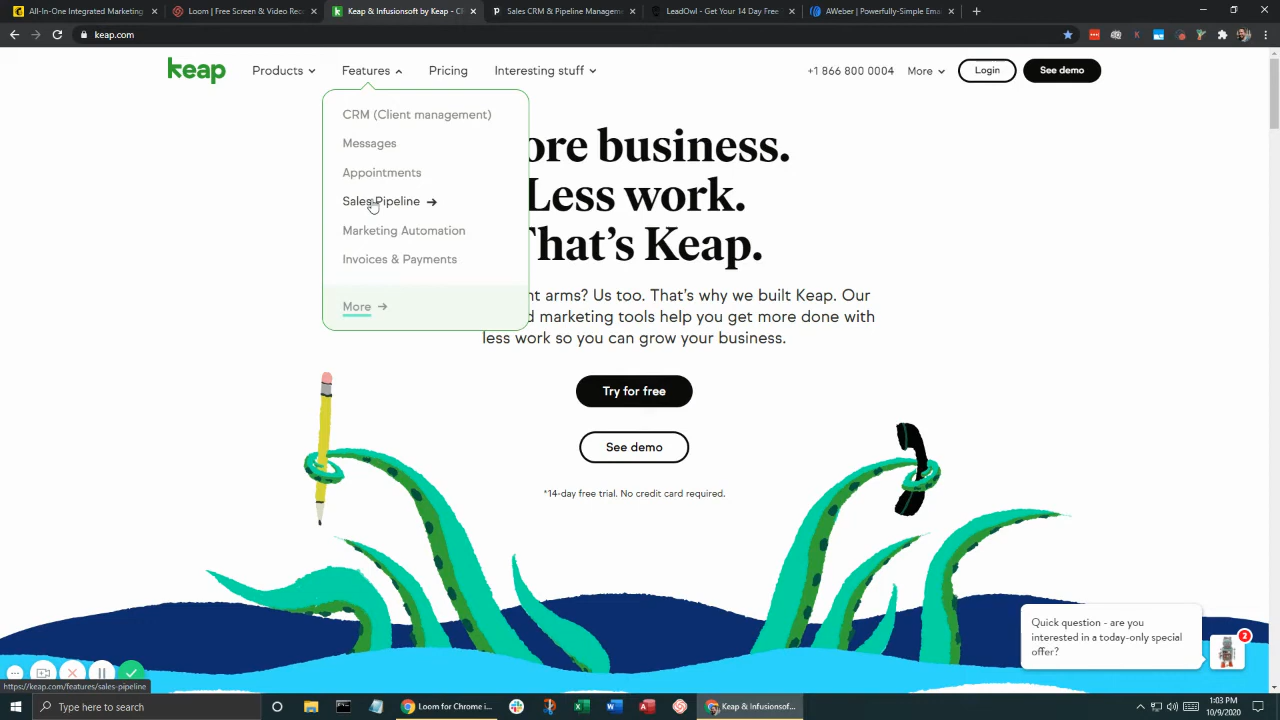 All-In-One Integrated Marketing
Loom | Free Screen & Video Rec
Keap & Infusionsoft by Keap - CR
Sales CRM & Pipeline Managem
LeadOwl - Get Your 14 Day Free
AWeber | Powerfully-Simple Em
keap.com
keap
Products
Features
Pricing
Interesting stuff
+1 866 800 0004
More
Login
See demo
CRM (Client management)
Messages
Appointments
Sales Pipeline
Marketing Automation
Invoices & Payments
More
ore business.
Less work.
That's Keap.
nt arms? Us too. That's why we built Keap. Our
d marketing tools help you get more done with
less work so you can grow your business.
Try for free
See demo
*14-day free trial. No credit card required.
Quick question - are you
interested in a today-only special
offer?
2
https://keap.com/features/sales-pipeline
Type here to search
Loom for Chrome i...
Keap & Infusionsof...
1:03 PM
10/9/2020